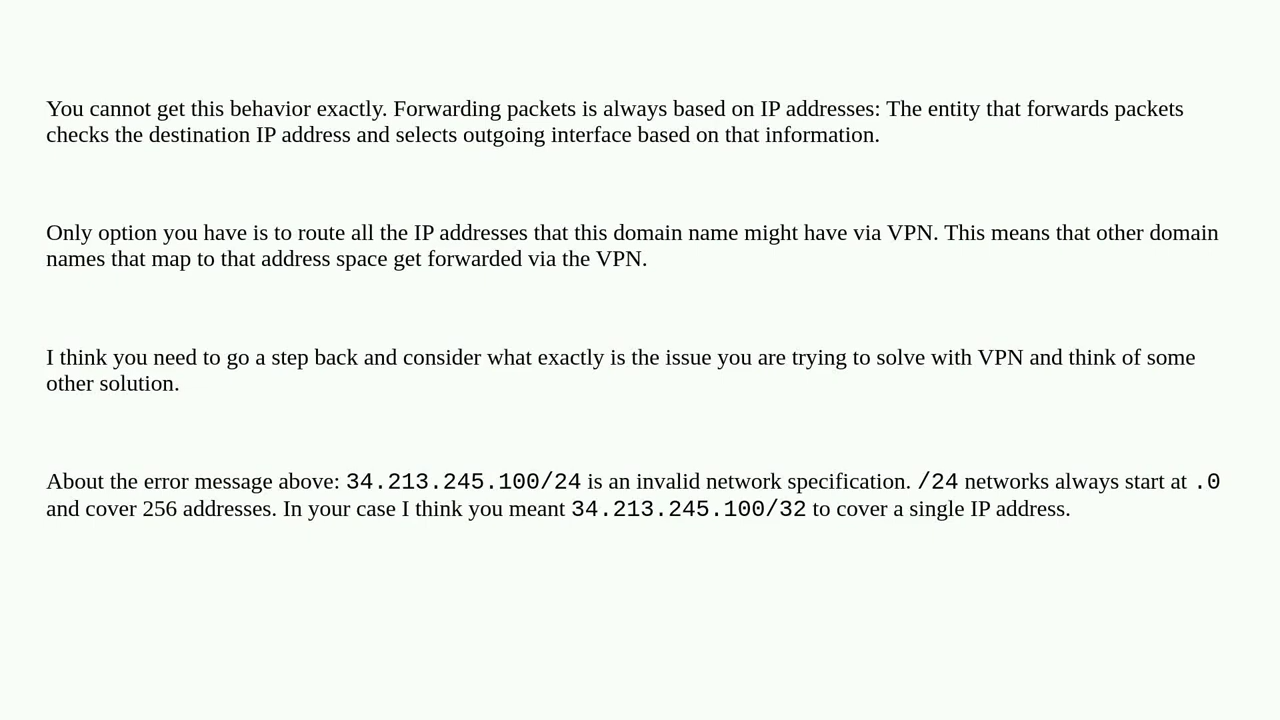 You cannot get this behavior exactly. Forwarding packets is always based on IP addresses: The entity that forwards packets
checks the destination IP address and selects outgoing interface based on that information.
Only option you have is to route all the IP addresses that this domain name might have via VPN. This means that other domain
names that map to that address space get forwarded via the VPN.
I think you need to go a step back and consider what exactly is the issue you are trying to solve with VPN and think of some
other solution.
About the error message above: 34.213.245.100/24 is an invalid network specification. /24 networks always start at .0
and cover 256 addresses. In your case I think you meant 34.213.245.100/32 to cover a single IP address.